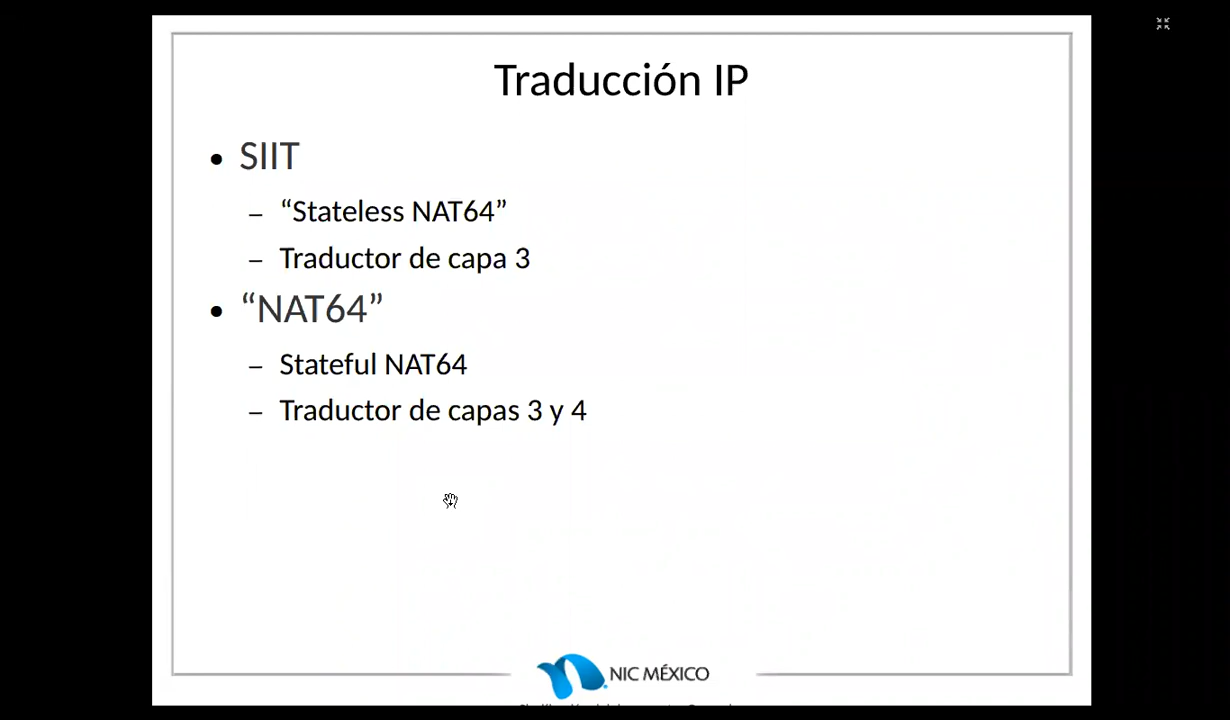 Traducción IP
• SIIT
– “Stateless NAT64”
– Traductor de capa 3
• “NAT64”
– Stateful NAT64
– Traductor de capas 3 y 4
NIC MÉXICO